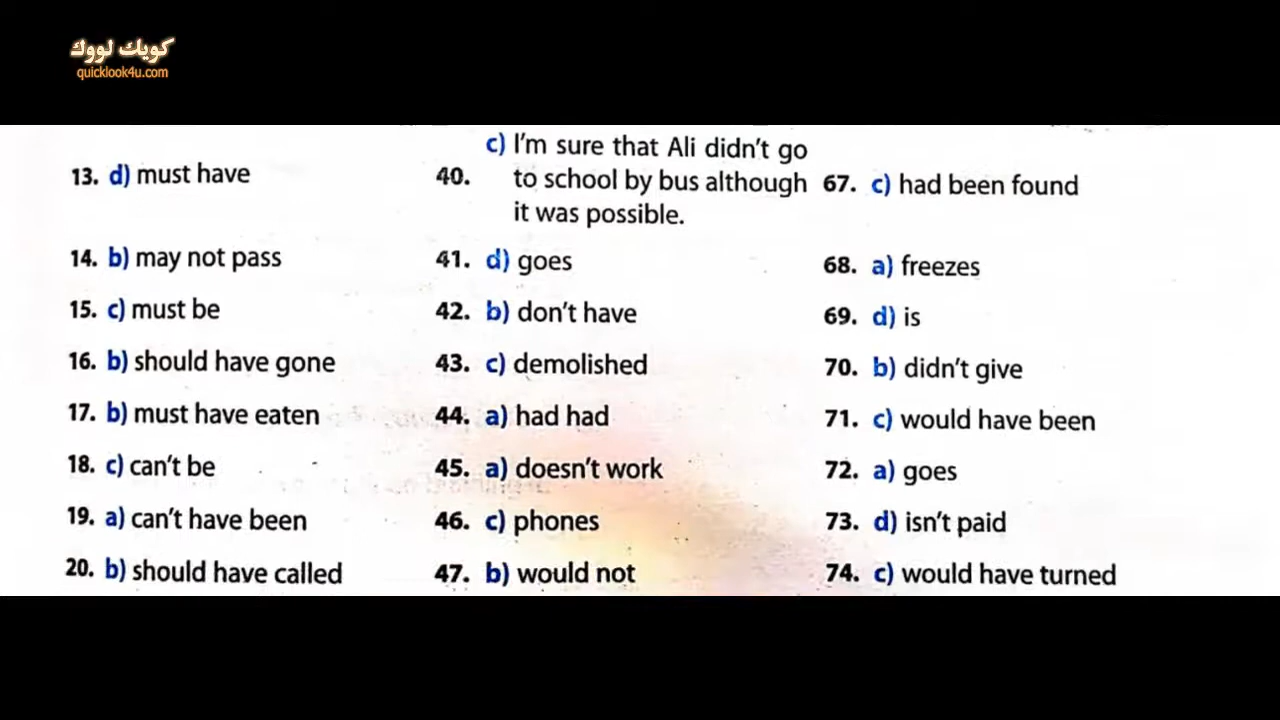 كويك لووك
quicklook4u.com
13. d) must have
14. b) may not pass
15. c) must be
16. b) should have gone
17. b) must have eaten
18. c) can't be
19. a) can't have been
20. b) should have called
40. c) I'm sure that Ali didn't go
to school by bus although
it was possible.
41. d) goes
42. b) don't have
43. c) demolished
44. a) had had
45. a) doesn't work
46. c) phones
47. b) would not
67. c) had been found
68. a) freezes
69. d) is
70. b) didn't give
71. c) would have been
72. a) goes
73. d) isn't paid
74. c) would have turned